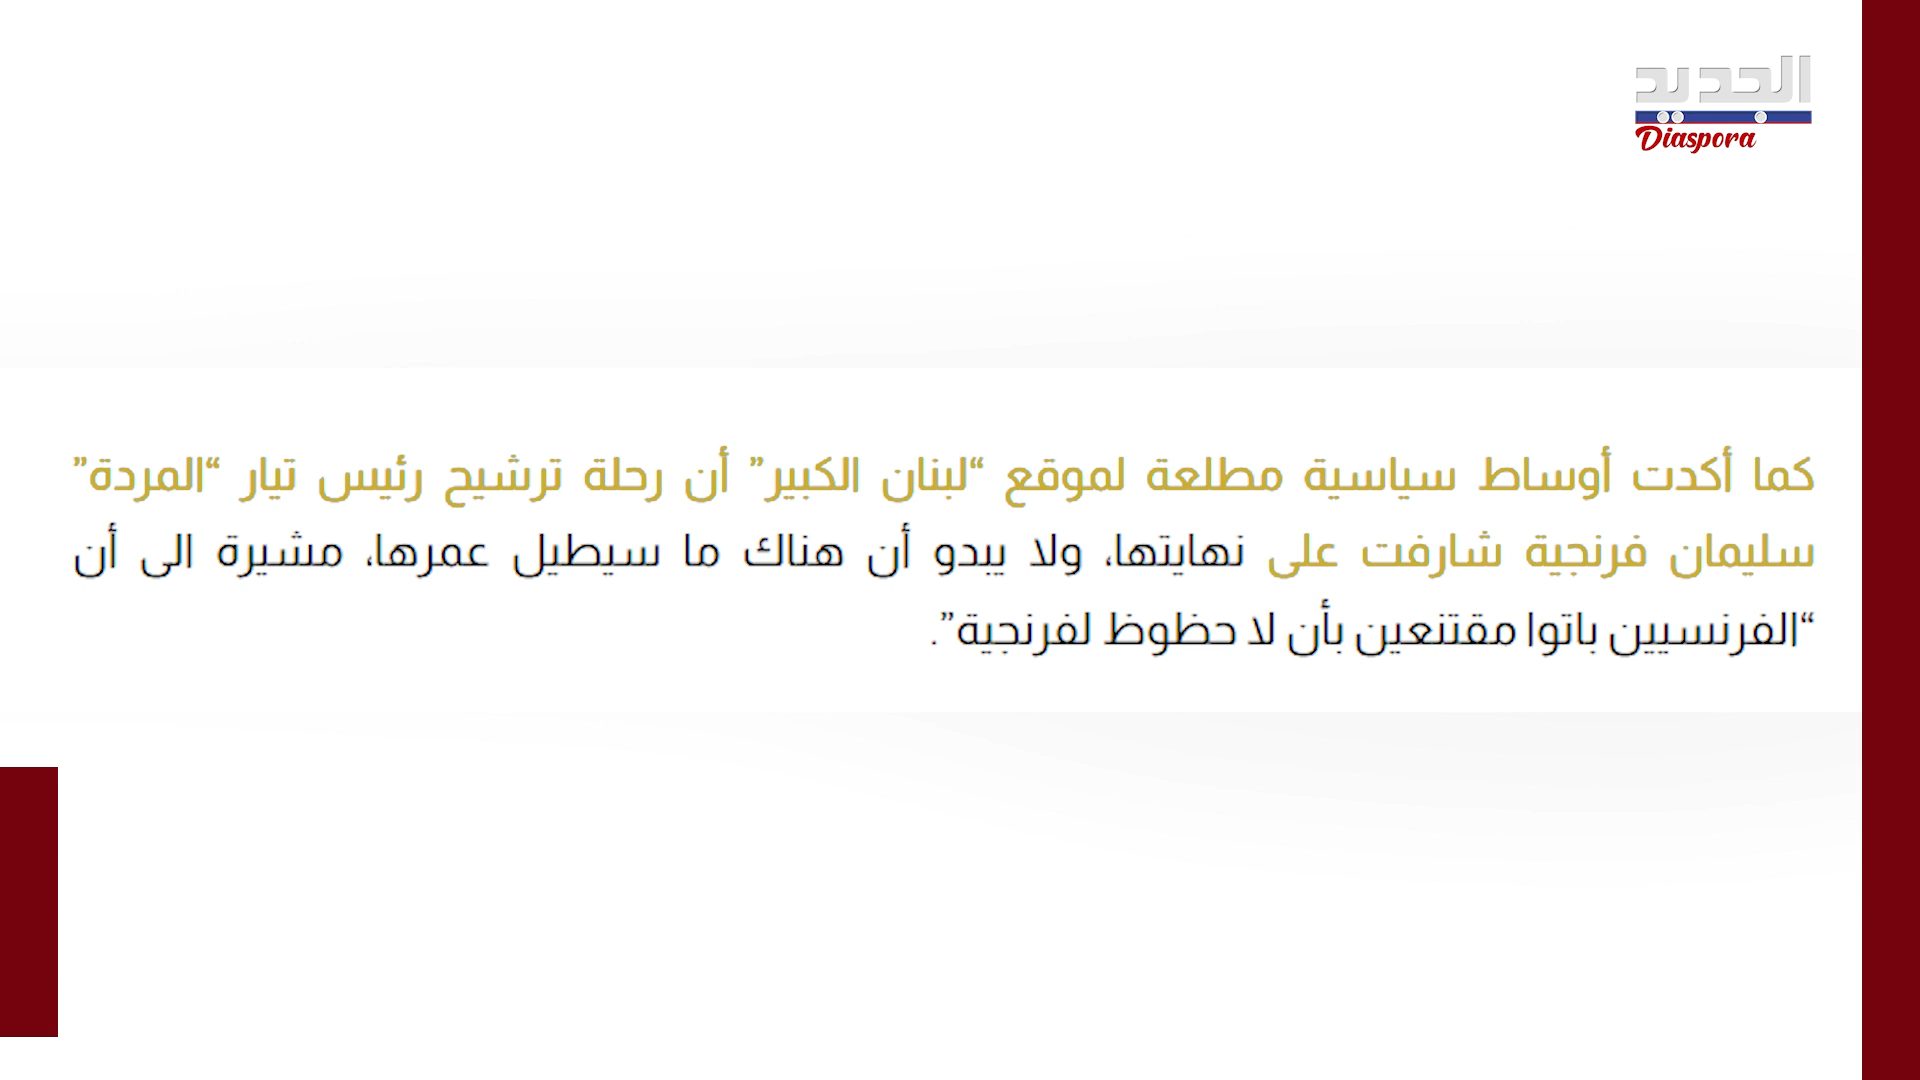 الجديد
Diaspora
كما أكدت أوساط سياسية مطلعة لموقع “لبنان الكبير” أن رحلة ترشيح رئيس تيار “المردة”
سليمان فرنجية شارفت على نهايتها، ولا يبدو أن هناك ما سيطيل عمرها، مشيرة الى أن
“الفرنسيين باتوا مقتنعين بأن لا حظوظ لفرنجية”.